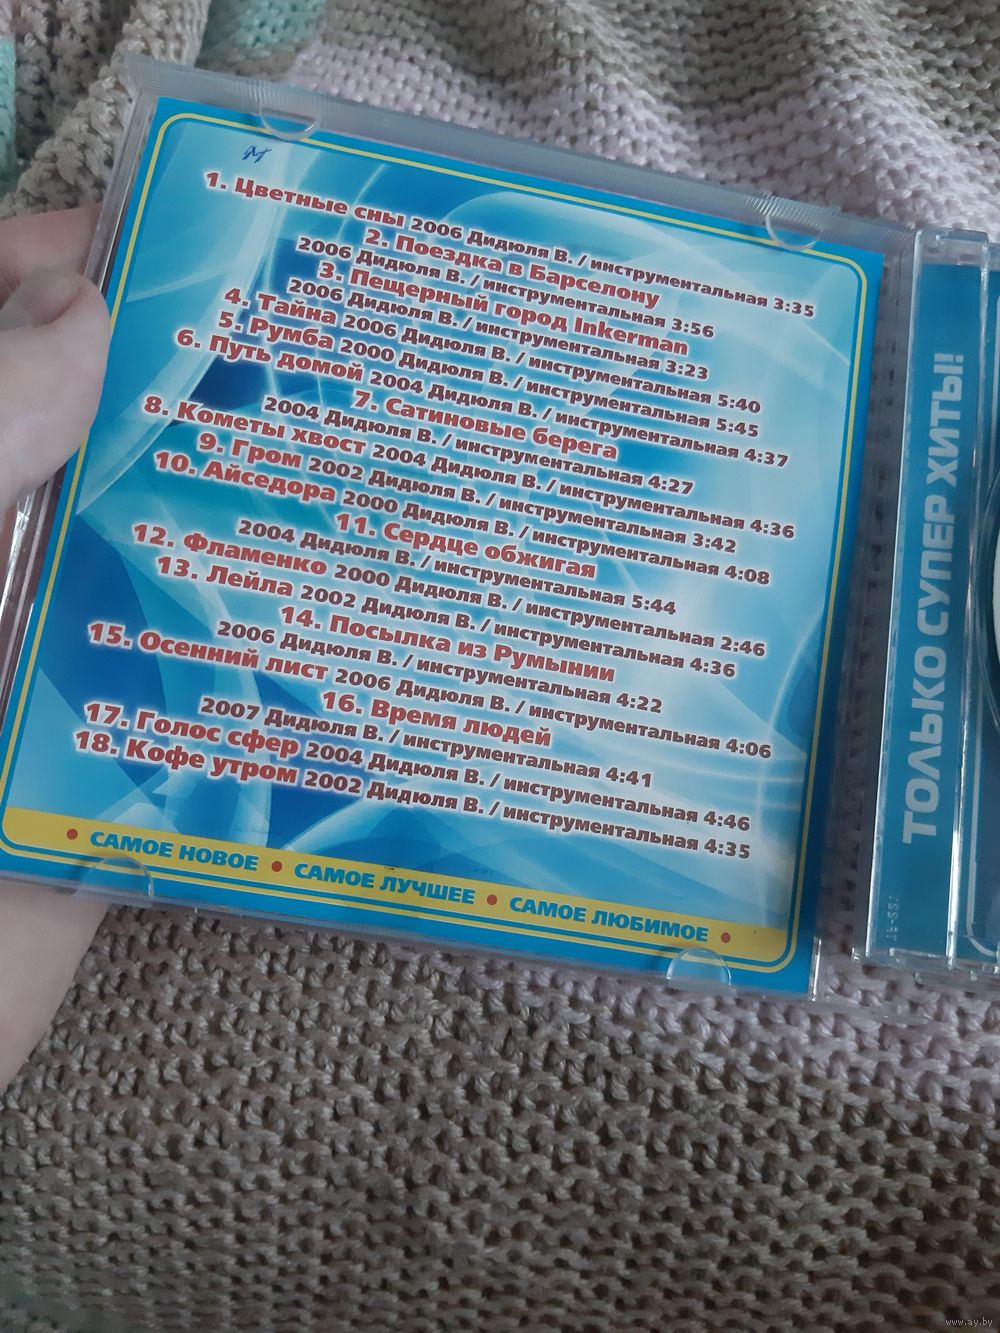 1. Цветные сны 2006 Дидюля В. / инструментальная 3:35
2. Поездка в Барселону
2006 Дидюля В. / инструментальная 3:56
3. Пещерный город Inkerman
2006 Дидюля В. / инструментальная 3:23
4. Тайна 2006 Дидюля В. / инструментальная 5:40
5. Румба 2000 Дидюля В. / инструментальная 5:45
6. Путь домой 2004 Дидюля В. / инструментальная 4:37
7. Сатиновые берега
2004 Дидюля В. / инструментальная 4:27
8. Кометы хвост 2004 Дидюля В. / инструментальная 4:36
9. Гром 2002 Дидюля В. / инструментальная 3:42
10. Айседора 2000 Дидюля В. / инструментальная 4:08
11. Сердце обжигая
2004 Дидюля В. / инструментальная 5:44
12. Фламенко 2000 Дидюля В. / инструментальная 2:46
13. Лейла 2002 Дидюля В. / инструментальная 4:36
14. Посылка из Румынии
2006 Дидюля В. / инструментальная 4:22
15. Осенний лист 2006 Дидюля В. / инструментальная 4:06
16. Время людей
2007 Дидюля В. / инструментальная 4:41
17. Голос сфер 2004 Дидюля В. / инструментальная 4:46
18. Кофе утром 2002 Дидюля В. / инструментальная 4:35
• САМОЕ НОВОЕ • САМОЕ ЛУЧШЕЕ • САМОЕ ЛЮБИМОЕ •
ТОЛЬКО СУПЕР ХИТЫ!
www.ay.by